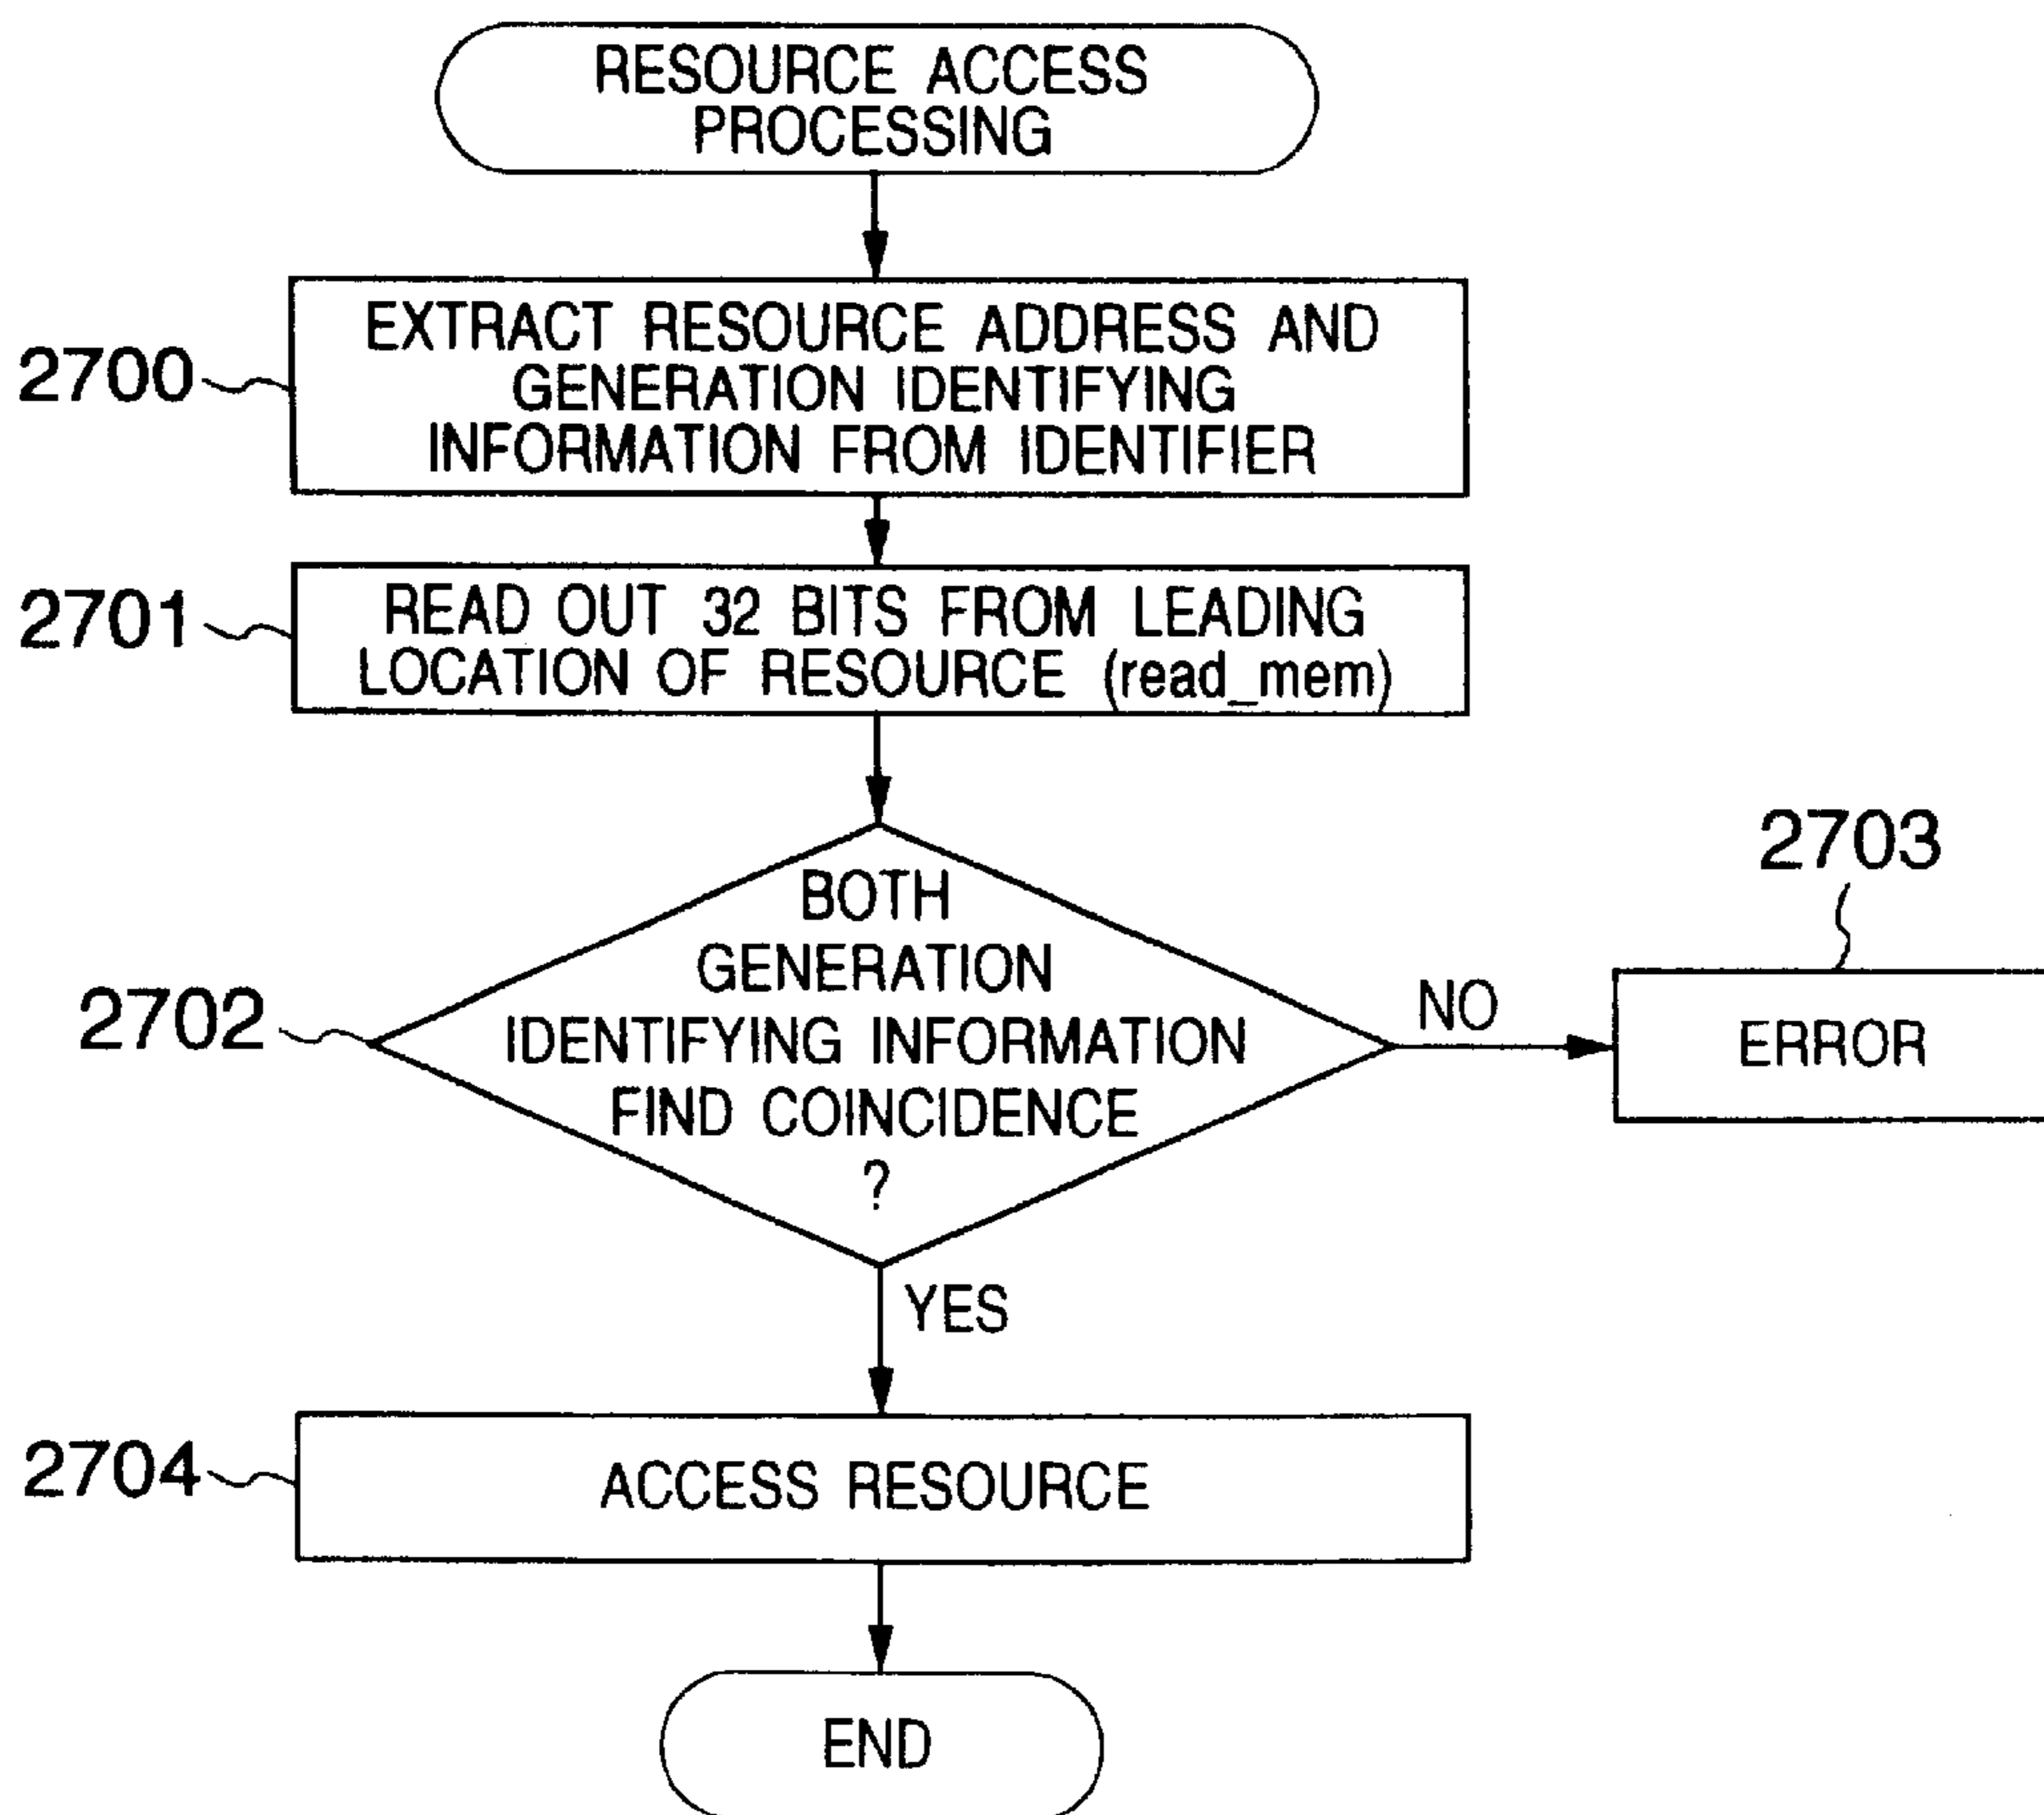 RESOURCE ACCESS
PROCESSING
2700
EXTRACT RESOURCE ADDRESS AND
GENERATION IDENTIFYING
INFORMATION FROM IDENTIFIER
2701
READ OUT 32 BITS FROM LEADING
LOCATION OF RESOURCE (read_mem)
2702
BOTH
GENERATION
IDENTIFYING INFORMATION
FIND COINCIDENCE
?
NO
2703
ERROR
YES
2704
ACCESS RESOURCE
END